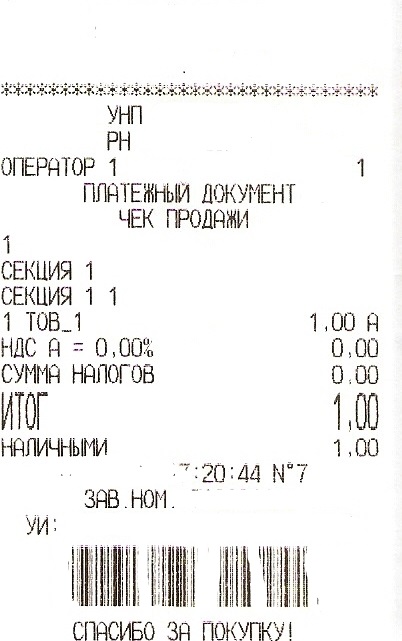 **************************************
УНП
РН
ОПЕРАТОР 1 1
ПЛАТЕЖНЫЙ ДОКУМЕНТ
ЧЕК ПРОДАЖИ
1
СЕКЦИЯ 1
СЕКЦИЯ 1 1
1 ТОВ_1 1,00 А
НДС А = 0,00% 0,00
СУММА НАЛОГОВ 0.00
ИТОГ 1,00
НАЛИЧНЫМИ 1,00
7:20:44 N°7
ЗАВ.НОМ.
УИ:
СПАСИБО ЗА ПОКУПКУ!